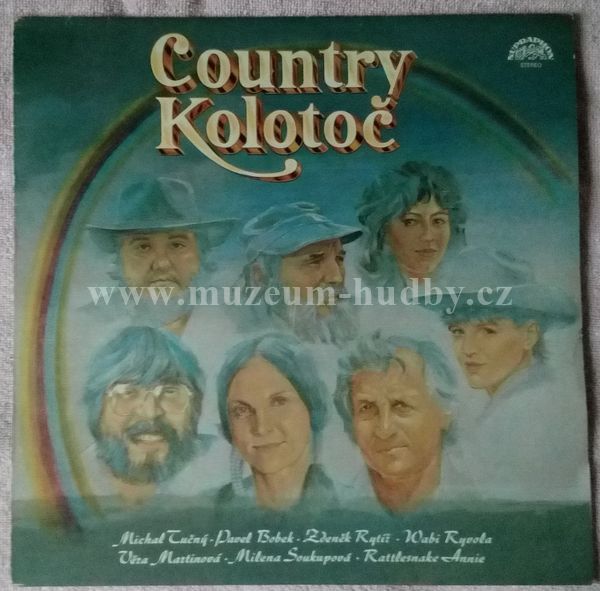 Country
Kolotoč
SUPRAPHON
STEREO
www.muzeum-hudby.cz
Michal Tučný - Pavel Bobek - Zdeněk Rytíř - Wabi Ryvola
Věra Martinová - Milena Soukupová - Rattlesnake Annie